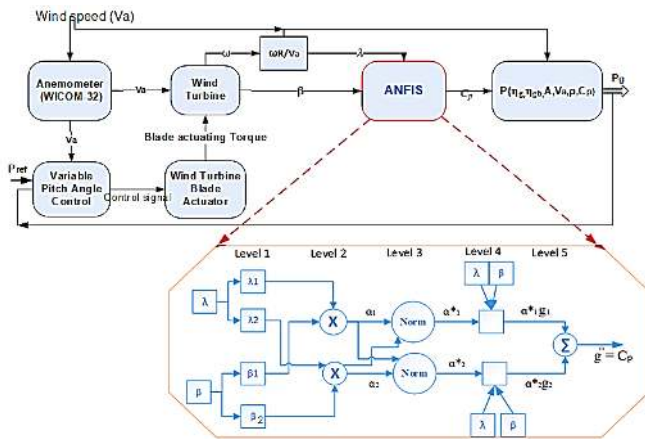 Wind speed (Va)
ω
ωR/Va
λ
Anemometer
(WICOM 32)
Va
Wind
Turbine
β
ANFIS
Cp
P{ηg,ηgb,A,Va,ρ,Cp}
Pg
Va
Blade actuating Torque
Pref
Variable
Pitch Angle
Control
Control signal
Wind Turbine
Blade
Actuator
Level 1
Level 2
Level 3
Level 4
Level 5
λ
β
λ
λ1
λ2
X
α₁
Norm
α*₁
α*₁g₁
Σ
g" = CP
β
β1
β2
X
α₂
Norm
α*₂
α*₂g₂
λ
β